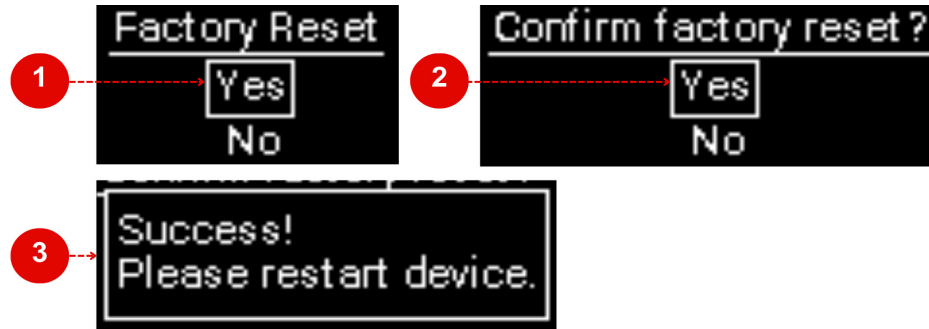 Factory Reset
1
Yes
No
Confirm factory reset?
2
Yes
No
3
Success!
Please restart device.